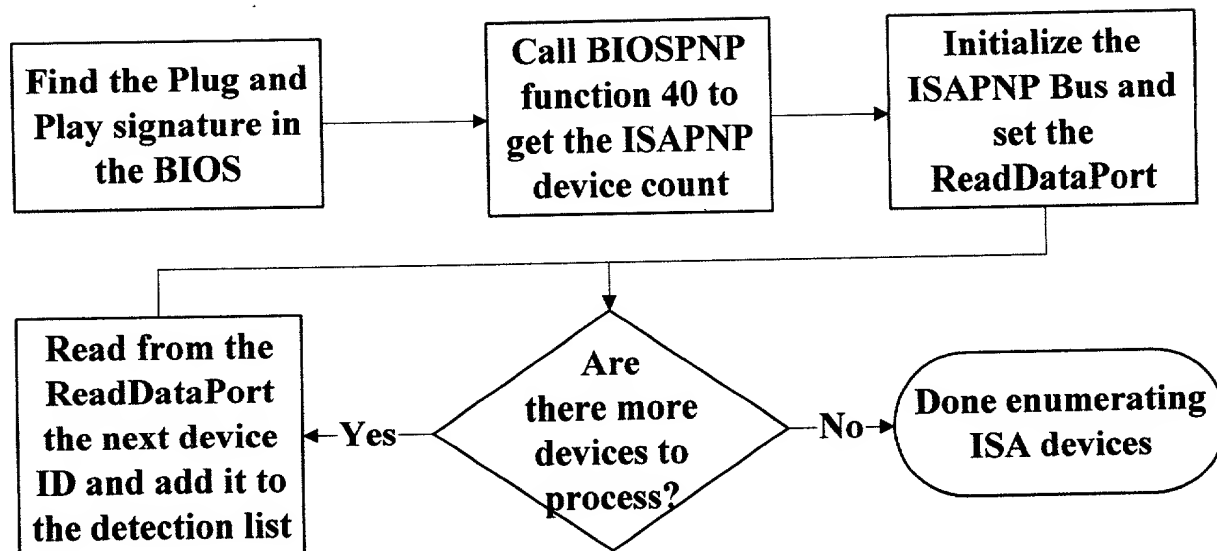 Find the Plug and
Play signature in
the BIOS
Call BIOSPNP
function 40 to
get the ISAPNP
device count
Initialize the
ISAPNP Bus and
set the
ReadDataPort
Read from the
ReadDataPort
the next device
ID and add it to
the detection list
Yes
Are
there more
devices to
process?
No
Done enumerating
ISA devices